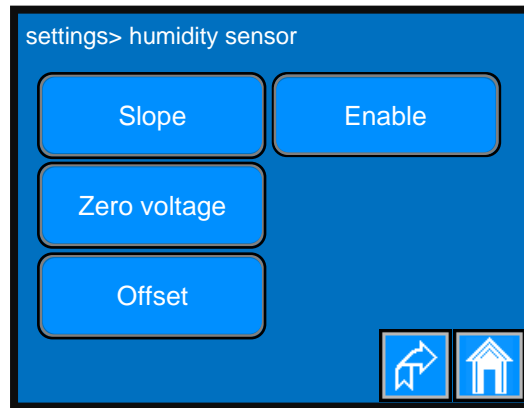 settings> humidity sensor
Slope
Enable
Zero voltage
Offset